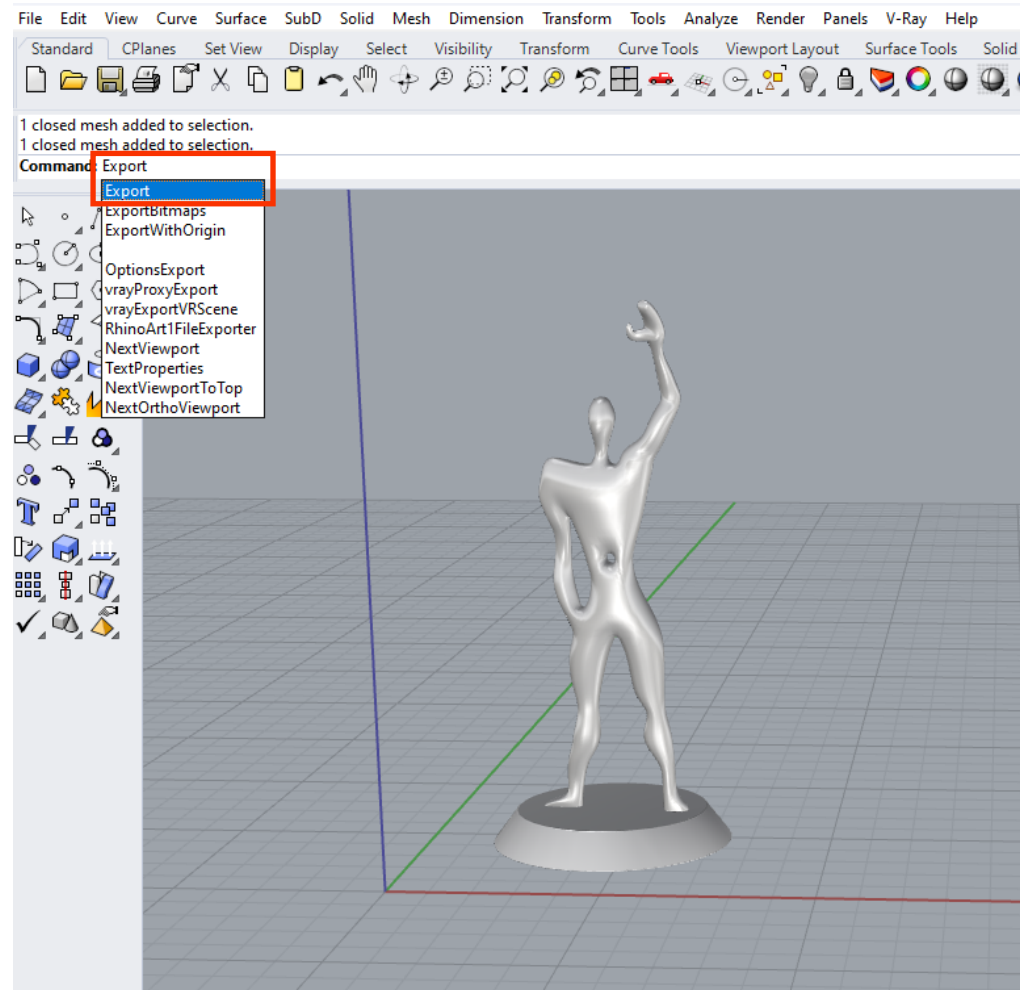 File Edit View Curve Surface SubD Solid Mesh Dimension Transform Tools Analyze Render Panels V-Ray Help
Standard CPlanes Set View Display Select Visibility Transform Curve Tools Viewport Layout Surface Tools Solid
1 closed mesh added to selection.
1 closed mesh added to selection.
Command: Export
Export
ExportBitmaps
ExportWithOrigin
OptionsExport
vrayProxyExport
vrayExportVRScene
RhinoArt1FileExporter
NextViewport
TextProperties
NextViewportToTop
NextOrthoViewport